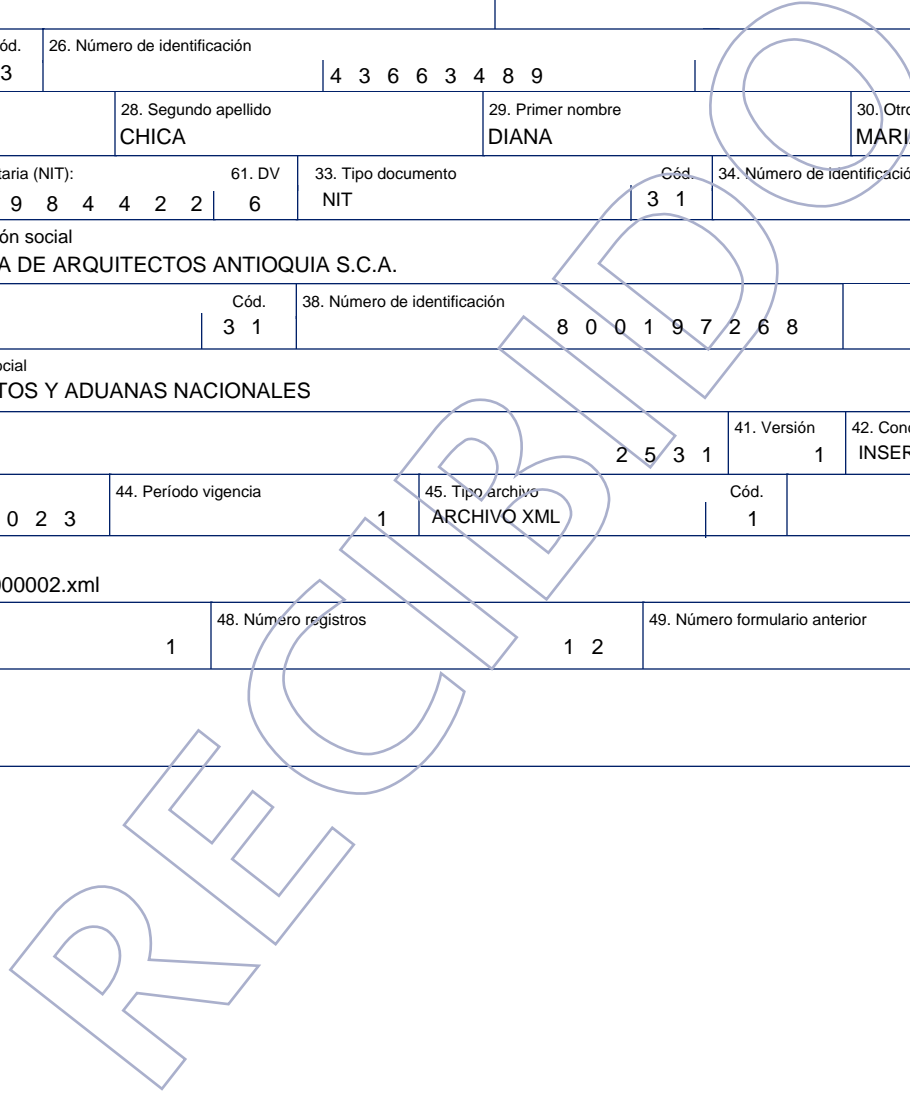 ód. 26. Número de identificación
3 4 3 6 6 3 4 8 9
28. Segundo apellido 29. Primer nombre 30. Otro
CHICA DIANA MARI
taria (NIT): 61. DV 33. Tipo documento Cód. 34. Número de identificació
9 8 4 4 2 2 6 NIT 3 1
ón social
A DE ARQUITECTOS ANTIOQUIA S.C.A.
Cód. 38. Número de identificación
3 1 8 0 0 1 9 7 2 6 8
ocial
TOS Y ADUANAS NACIONALES
41. Versión 42. Conc
2 5 3 1 1 INSER
44. Período vigencia 45. Tipo archivo Cód.
0 2 3 1 ARCHIVO XML 1
000002.xml
48. Número registros 49. Número formulario anterior
1 1 2
RECIBIDO